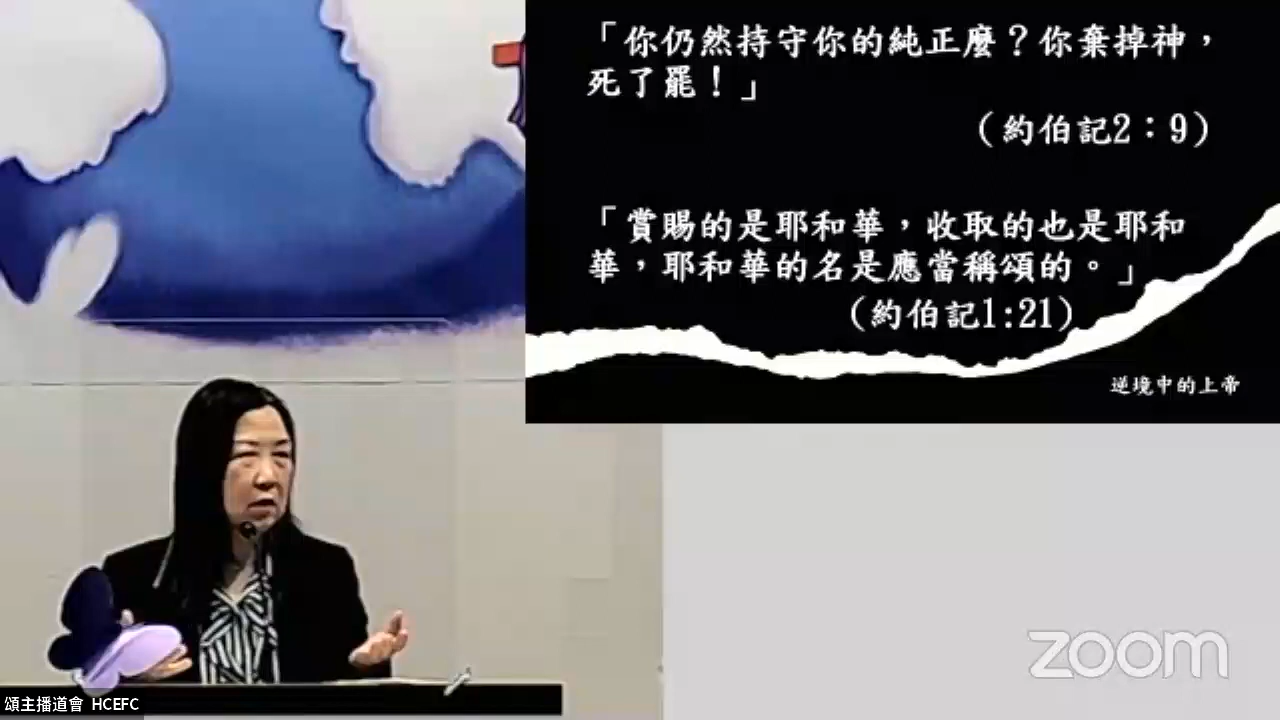 「你仍然持守你的純正麼？你棄掉神，
死了罷！」
（約伯記2：9）
「賞賜的是耶和華，收取的也是耶和
華，耶和華的名是應當稱頌的。」
（約伯記1:21）
逆境中的上帝
zoom
頌主播道會 HCEFC